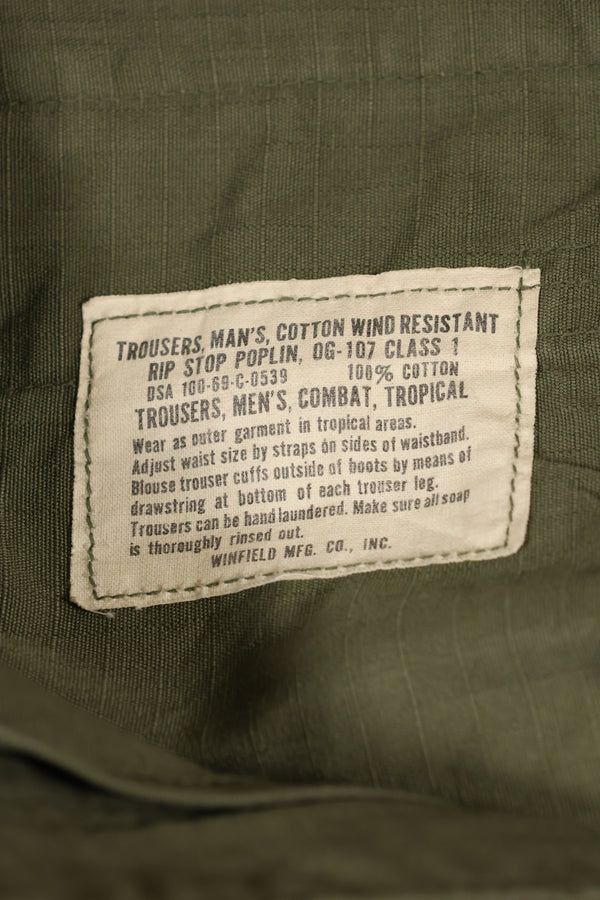 TROUSERS, MAN'S, COTTON WIND RESISTANT
RIP STOP POPLIN, OG-107 CLASS 1
DSA 100-69-C-0539 100% COTTON
TROUSERS, MEN'S, COMBAT, TROPICAL
Wear as outer garment in tropical areas.
Adjust waist size by straps on sides of waistband.
Blouse trouser cuffs outside of boots by means of
drawstring at bottom of each trouser leg.
Trousers can be hand laundered. Make sure all soap
is thoroughly rinsed out.
WINFIELD MFG. CO., INC.